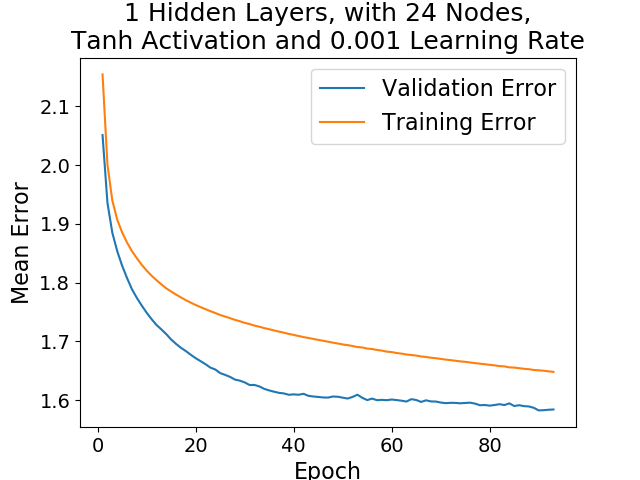 1 Hidden Layers, with 24 Nodes,
Tanh Activation and 0.001 Learning Rate
Validation Error
Training Error
Mean Error
2.1
2.0
1.9
1.8
1.7
1.6
0 20 40 60 80
Epoch